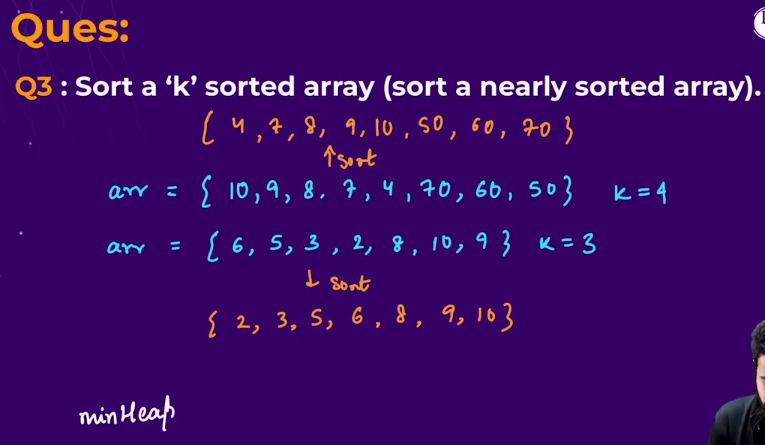 Ques:
Q3 : Sort a ‘k’ sorted array (sort a nearly sorted array).
{ 4, 7, 8, 9, 10, 50, 60, 70 }
↑ sort
arr = { 10, 9, 8, 7, 4, 70, 60, 50 } k = 4
arr = { 6, 5, 3, 2, 8, 10, 9 } k = 3
↓ sort
{ 2, 3, 5, 6, 8, 9, 10 }
minHeap